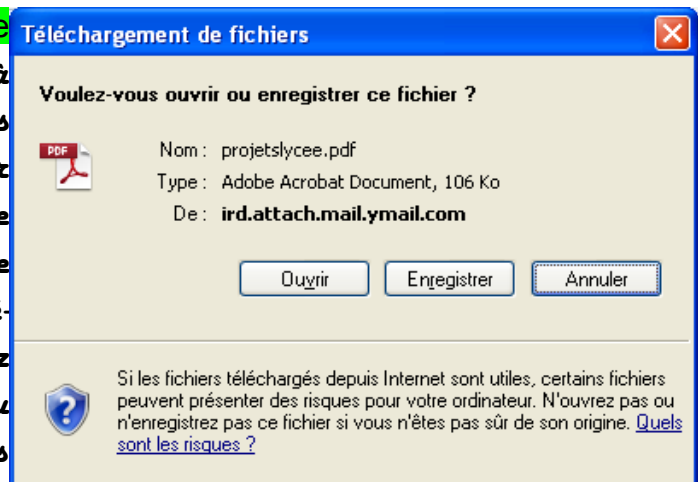 Téléchargement de fichiers
Voulez-vous ouvrir ou enregistrer ce fichier ?
PDF
Nom : projetslycee.pdf
Type : Adobe Acrobat Document, 106 Ko
De : ird.attach.mail.ymail.com
Ouvrir Enregistrer Annuler
Si les fichiers téléchargés depuis Internet sont utiles, certains fichiers
peuvent présenter des risques pour votre ordinateur. N'ouvrez pas ou
n'enregistrez pas ce fichier si vous n'êtes pas sûr de son origine. Quels
sont les risques ?